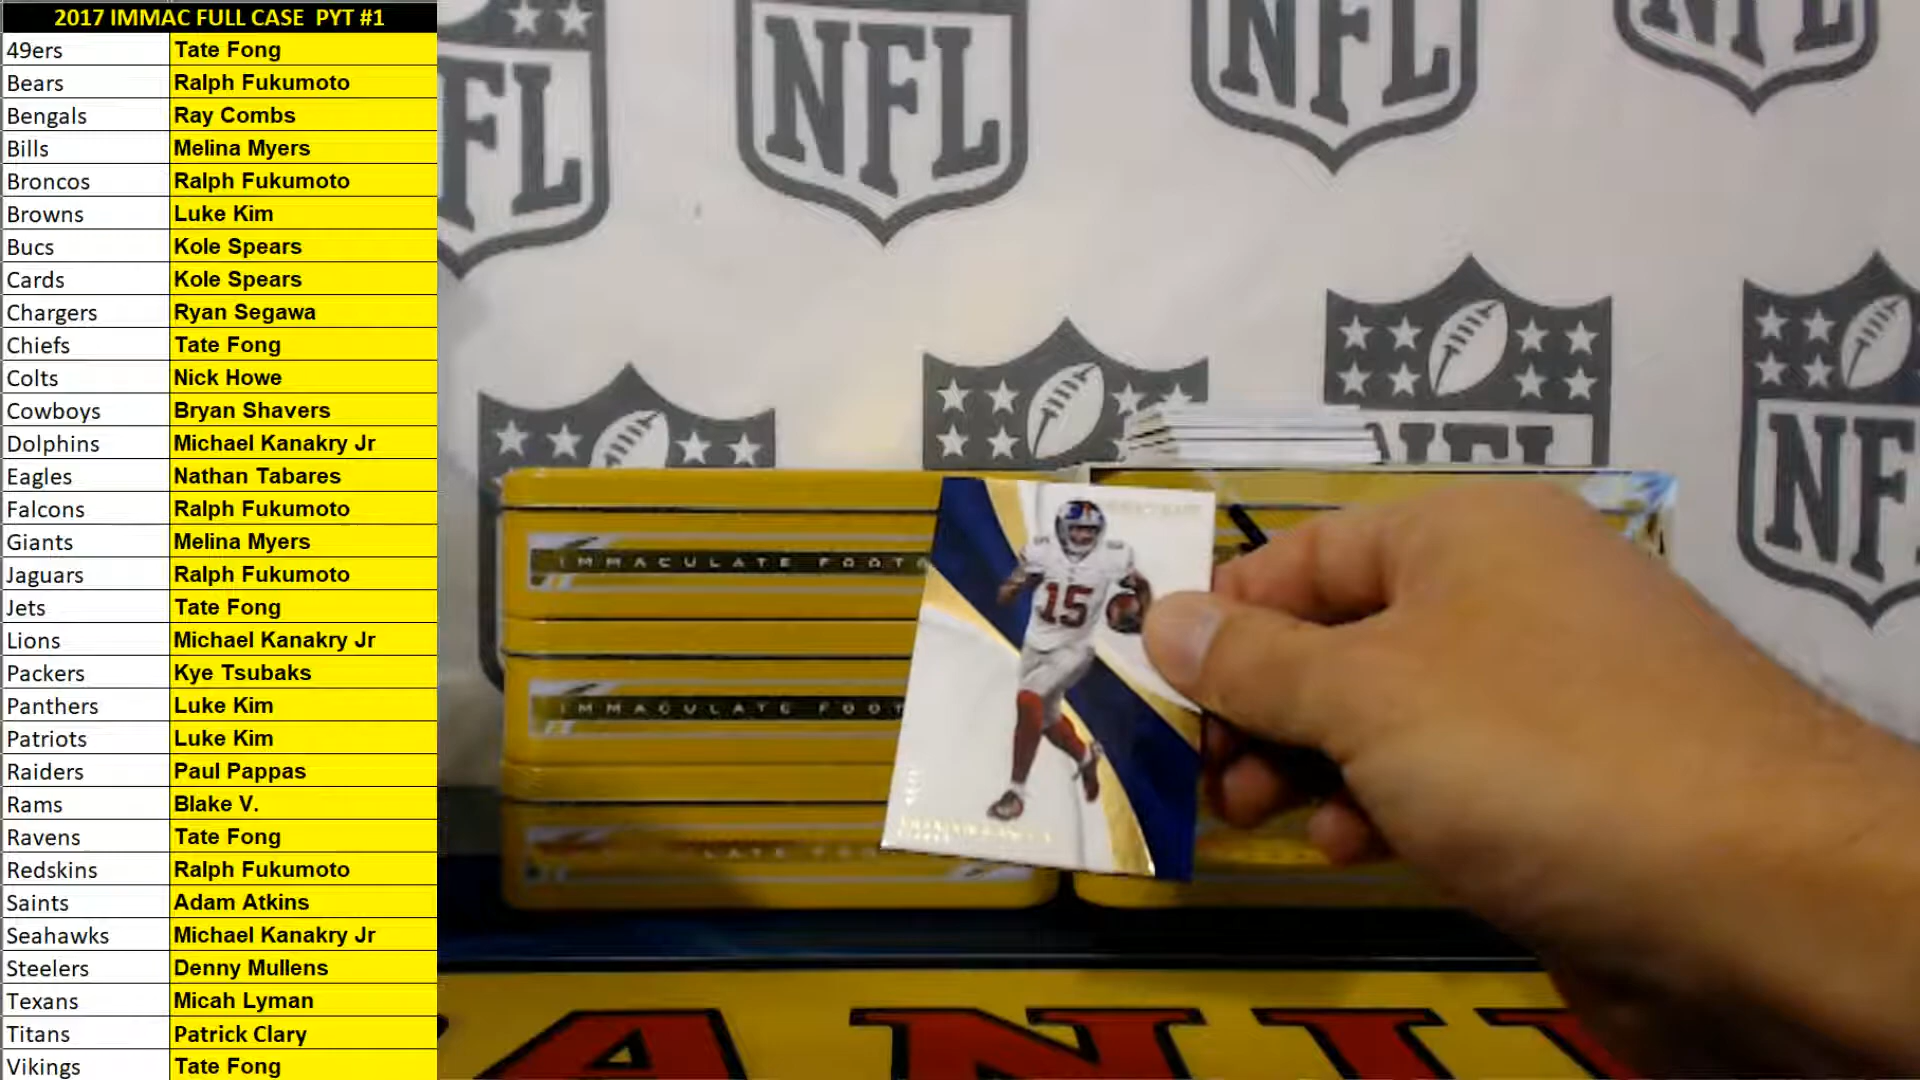 2017 IMMAC FULL CASE PYT #1
49ers Tate Fong
Bears Ralph Fukumoto
Bengals Ray Combs
Bills Melina Myers
Broncos Ralph Fukumoto
Browns Luke Kim
Bucs Kole Spears
Cards Kole Spears
Chargers Ryan Segawa
Chiefs Tate Fong
Colts Nick Howe
Cowboys Bryan Shavers
Dolphins Michael Kanakry Jr
Eagles Nathan Tabares
Falcons Ralph Fukumoto
Giants Melina Myers
Jaguars Ralph Fukumoto
Jets Tate Fong
Lions Michael Kanakry Jr
Packers Kye Tsubaks
Panthers Luke Kim
Patriots Luke Kim
Raiders Paul Pappas
Rams Blake V.
Ravens Tate Fong
Redskins Ralph Fukumoto
Saints Adam Atkins
Seahawks Michael Kanakry Jr
Steelers Denny Mullens
Texans Micah Lyman
Titans Patrick Clary
Vikings Tate Fong
NFL
NFL
NFL
NFL
NFL
NFL
IMMACULATE FOOT
15
IMMACULATE FOOT
LATE FOO
ANI